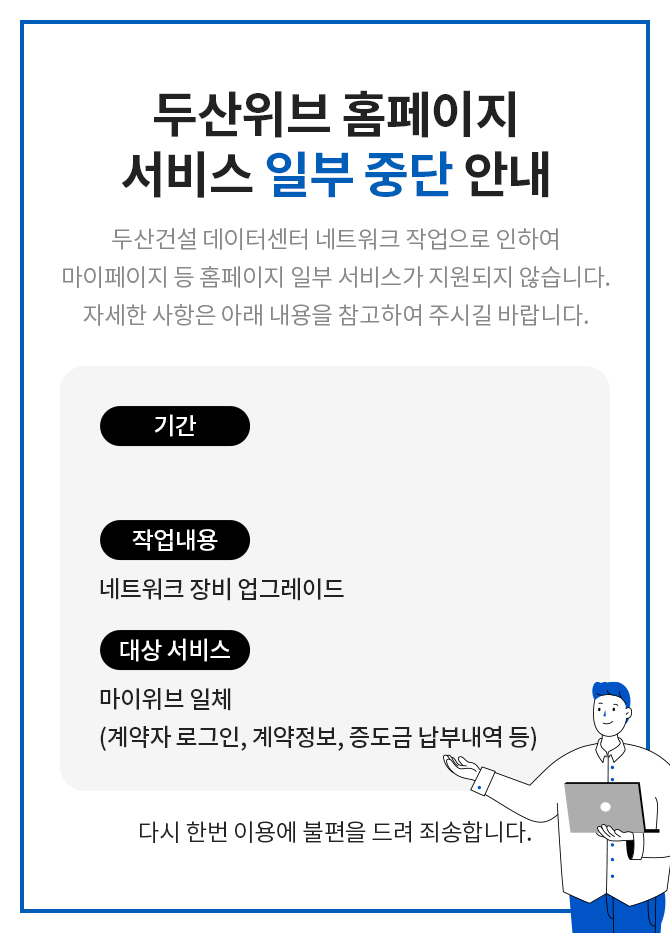 두산위브 홈페이지
서비스 일부 중단 안내
두산건설 데이터센터 네트워크 작업으로 인하여
마이페이지 등 홈페이지 일부 서비스가 지원되지 않습니다.
자세한 사항은 아래 내용을 참고하여 주시길 바랍니다.
기간
작업내용
네트워크 장비 업그레이드
대상 서비스
마이위브 일체
(계약자 로그인, 계약정보, 중도금 납부내역 등)
다시 한번 이용에 불편을 드려 죄송합니다.